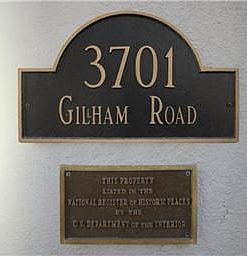 3701
GILHAM ROAD
THIS PROPERTY
LISTED IN THE
NATIONAL REGISTER OF HISTORIC PLACES
BY THE
U.S. DEPARTMENT OF THE INTERIOR